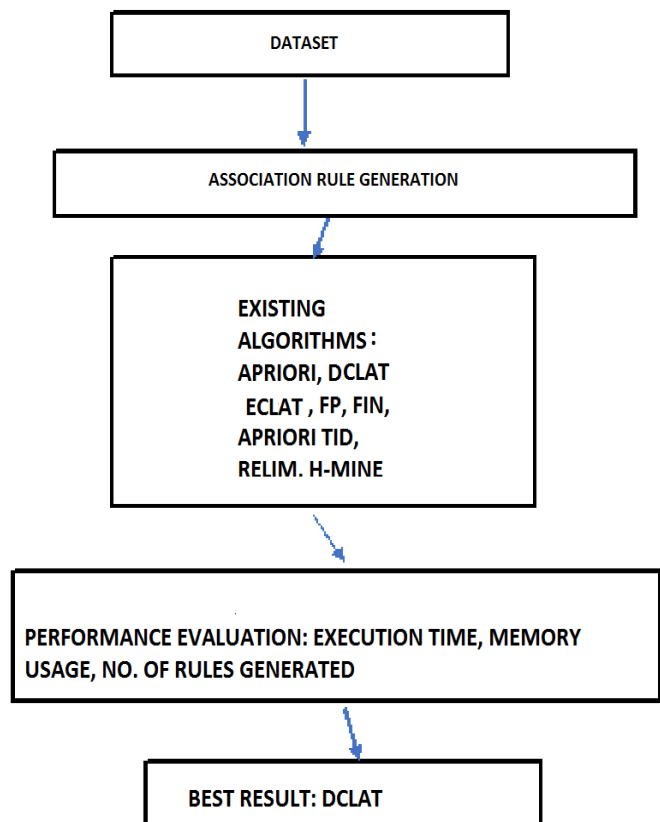 DATASET
ASSOCIATION RULE GENERATION
EXISTING
ALGORITHMS:
APRIORI, DCLAT
ECLAT , FP, FIN,
APRIORI TID,
RELIM. H-MINE
PERFORMANCE EVALUATION: EXECUTION TIME, MEMORY
USAGE, NO. OF RULES GENERATED
BEST RESULT: DCLAT